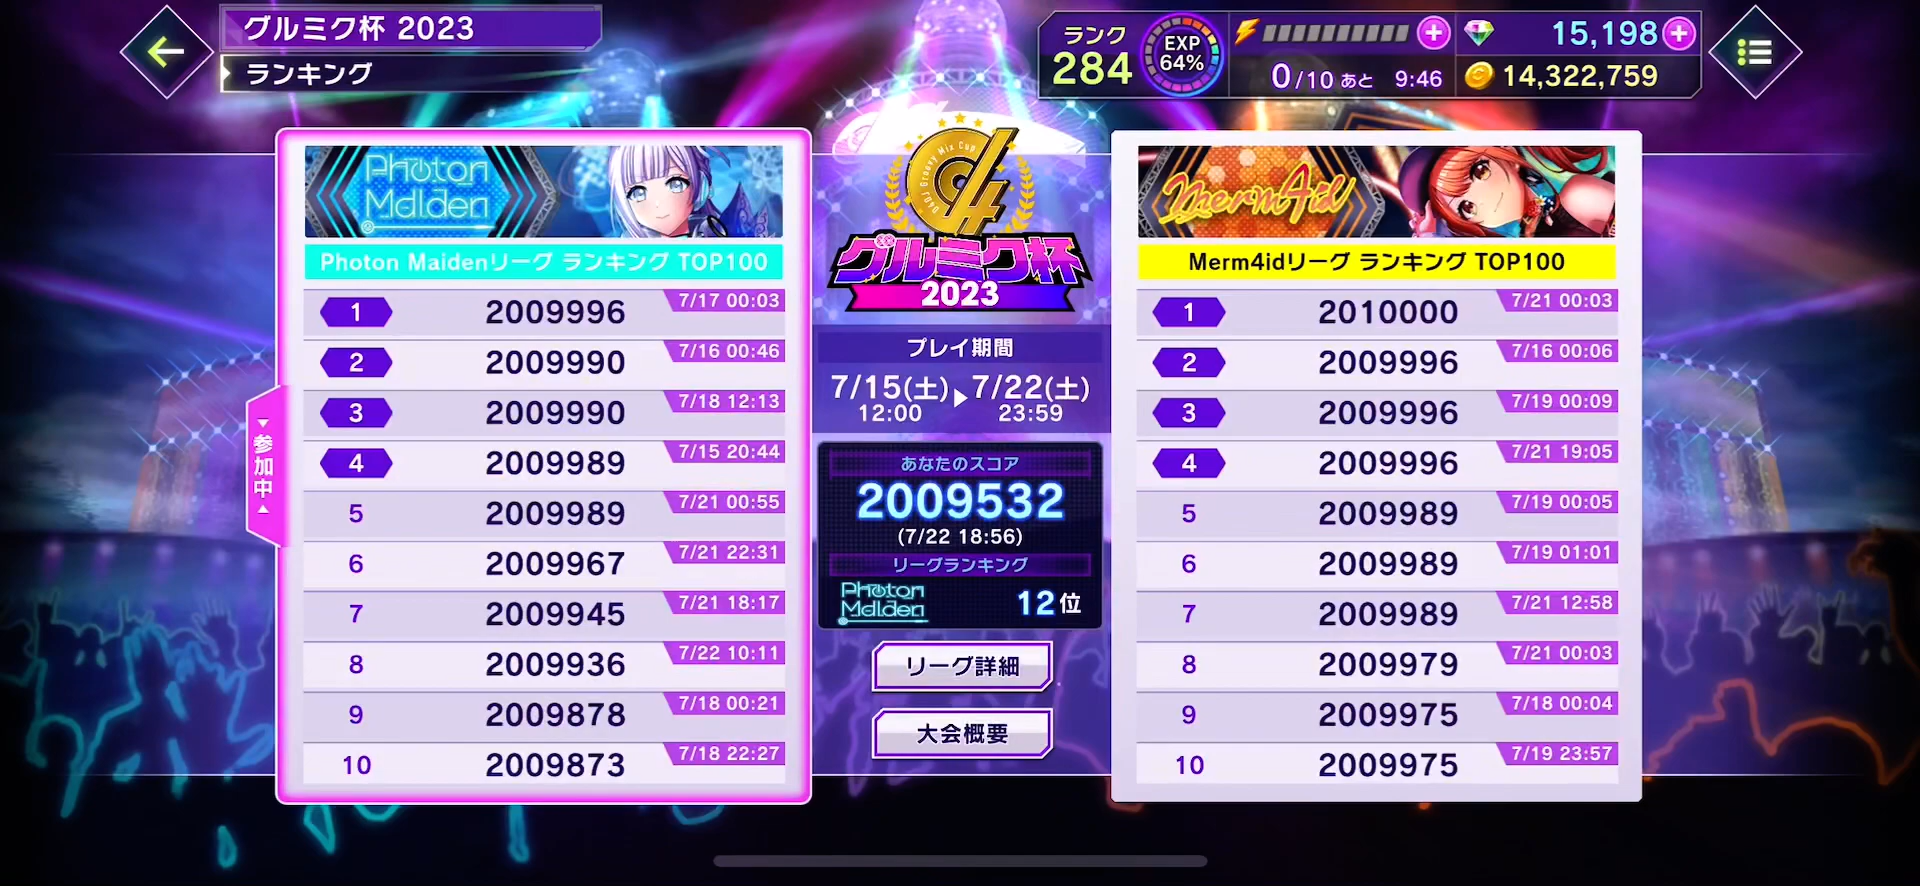 グルミク杯 2023
ランキング
ランク
284
EXP
64%
0/10 あと 9:46
15,198
14,322,759
Photon
Maiden
Photon Maidenリーグ ランキング TOP100
1 2009996 7/17 00:03
2 2009990 7/16 00:46
3 2009990 7/18 12:13
4 2009989 7/15 20:44
5 2009989 7/21 00:55
6 2009967 7/21 22:31
7 2009945 7/21 18:17
8 2009936 7/22 10:11
9 2009878 7/18 00:21
10 2009873 7/18 22:27
参加中
D4DJ Groovy Mix Cup
グルミク杯
2023
プレイ期間
7/15(土) 7/22(土)
12:00 23:59
あなたのスコア
2009532
(7/22 18:56)
リーグランキング
Photon
Maiden
12位
リーグ詳細
大会概要
Merm4id
Merm4idリーグ ランキング TOP100
1 2010000 7/21 00:03
2 2009996 7/16 00:06
3 2009996 7/19 00:09
4 2009996 7/21 19:05
5 2009989 7/19 00:05
6 2009989 7/19 01:01
7 2009989 7/21 12:58
8 2009979 7/21 00:03
9 2009975 7/18 00:04
10 2009975 7/19 23:57